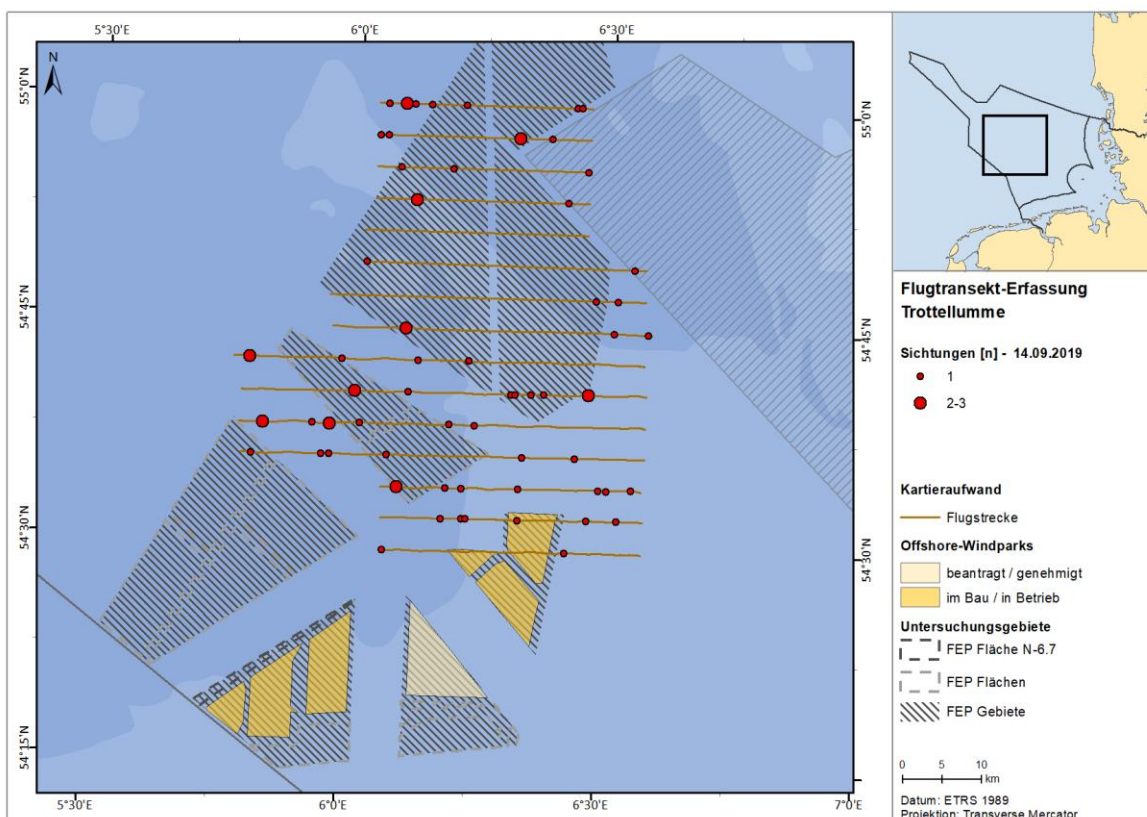 5°30'E
6°0'E
6°30'E
N
55°0'N
55°0'N
54°45'N
54°45'N
54°30'N
54°30'N
54°15'N
5°30'E
6°0'E
6°30'E
7°0'E
Flugtransekt-Erfassung
Trottellumme
Sichtungen [n] - 14.09.2019
1
2-3
Kartieraufwand
Flugstrecke
Offshore-Windparks
beantragt / genehmigt
im Bau / in Betrieb
Untersuchungsgebiete
FEP Fläche N-6.7
FEP Flächen
FEP Gebiete
0 5 10
km
Datum: ETRS 1989
Projektion: Transverse Mercator